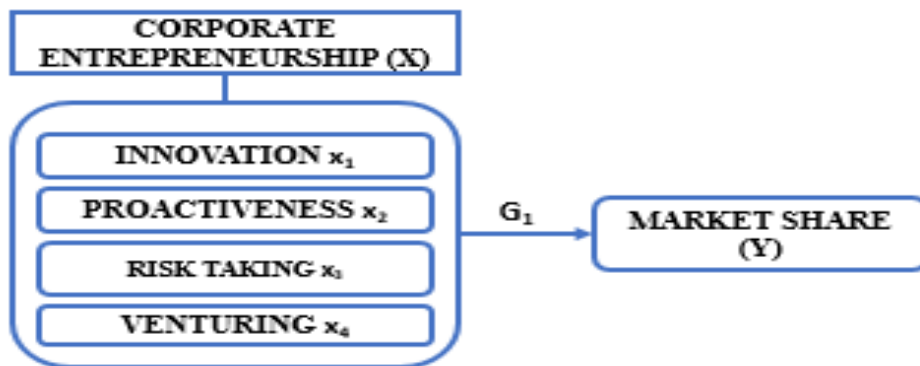 CORPORATE
ENTREPRENEURSHIP (X)
INNOVATION x₁
PROACTIVENESS x₂
RISK TAKING x₃
VENTURING x₄
G₁
MARKET SHARE
(Y)